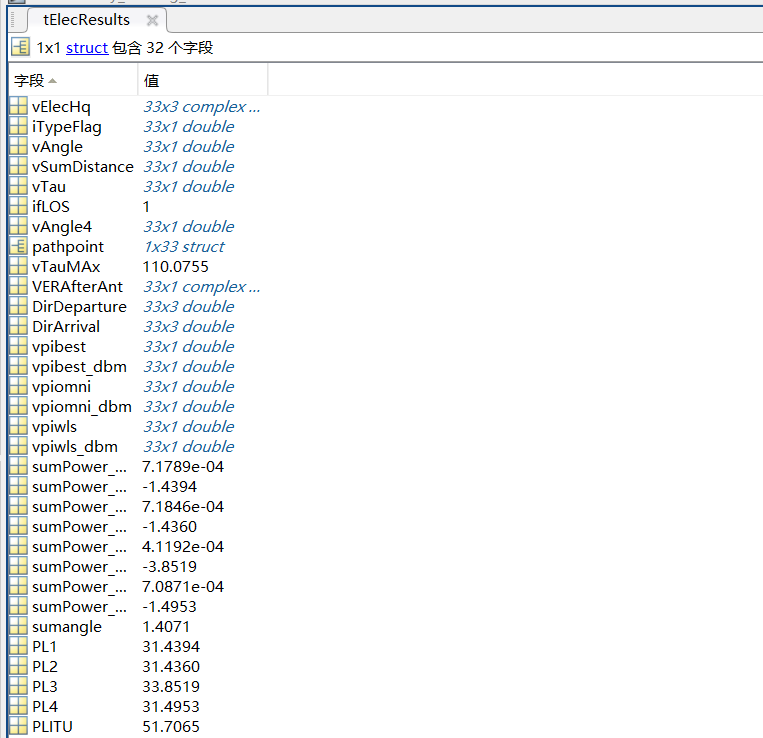 tElecResults
1x1 struct 包含 32 个字段
字段 值
vElecHq 33x3 complex ...
iTypeFlag 33x1 double
vAngle 33x1 double
vSumDistance 33x1 double
vTau 33x1 double
ifLOS 1
vAngle4 33x1 double
pathpoint 1x33 struct
vTauMAx 110.0755
VERAfterAnt 33x1 complex ...
DirDeparture 33x3 double
DirArrival 33x3 double
vpibest 33x1 double
vpibest_dbm 33x1 double
vpiomni 33x1 double
vpiomni_dbm 33x1 double
vpiwls 33x1 double
vpiwls_dbm 33x1 double
sumPower_... 7.1789e-04
sumPower_... -1.4394
sumPower_... 7.1846e-04
sumPower_... -1.4360
sumPower_... 4.1192e-04
sumPower_... -3.8519
sumPower_... 7.0871e-04
sumPower_... -1.4953
sumangle 1.4071
PL1 31.4394
PL2 31.4360
PL3 33.8519
PL4 31.4953
PLITU 51.7065